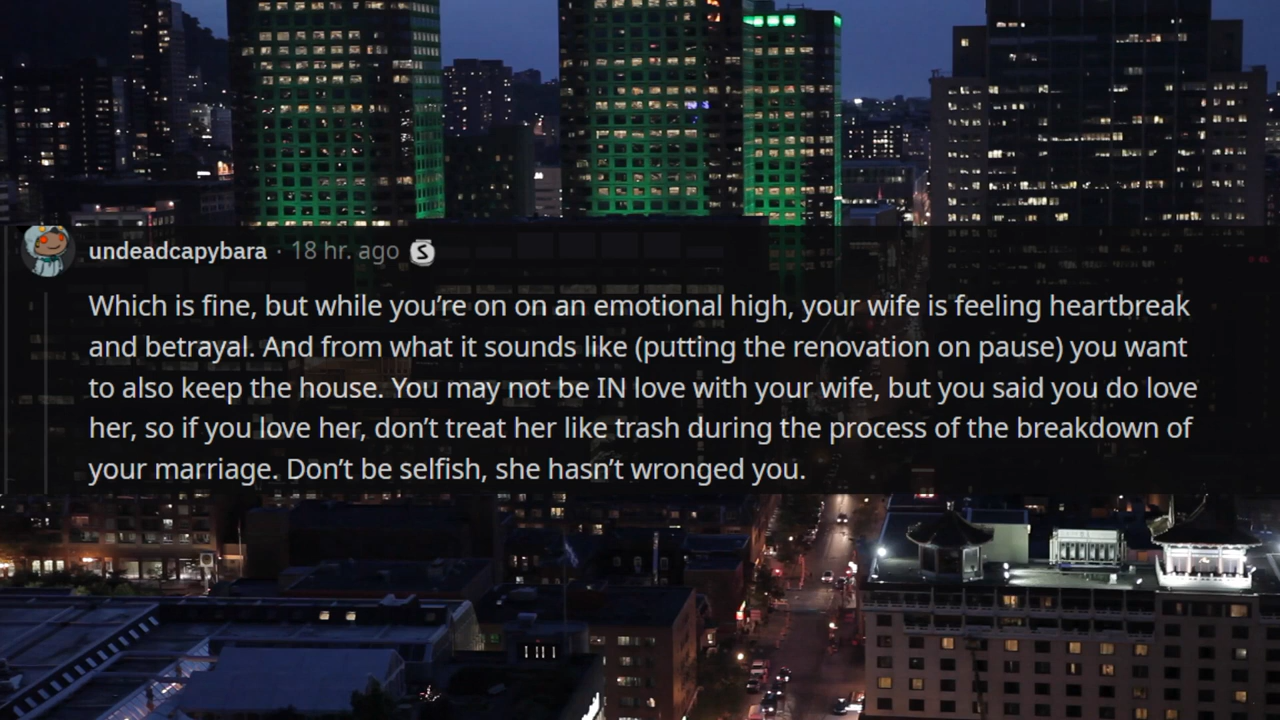 undeadcapybara · 18 hr. ago
Which is fine, but while you’re on on an emotional high, your wife is feeling heartbreak
and betrayal. And from what it sounds like (putting the renovation on pause) you want
to also keep the house. You may not be IN love with your wife, but you said you do love
her, so if you love her, don’t treat her like trash during the process of the breakdown of
your marriage. Don’t be selfish, she hasn’t wronged you.